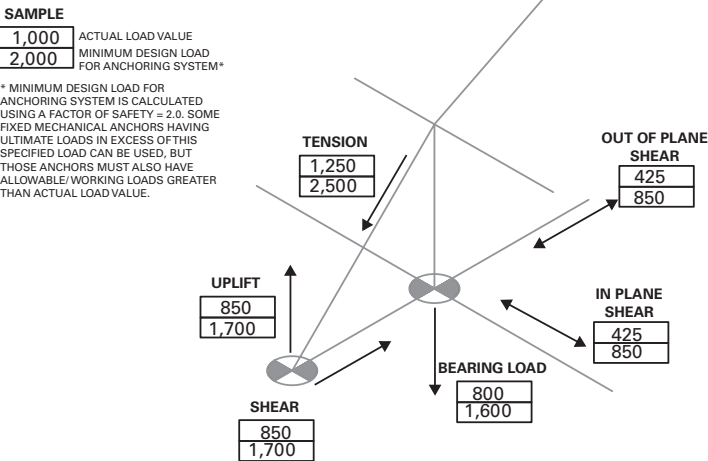 SAMPLE
1,000 ACTUAL LOAD VALUE
2,000 MINIMUM DESIGN LOAD
FOR ANCHORING SYSTEM*
* MINIMUM DESIGN LOAD FOR
ANCHORING SYSTEM IS CALCULATED
USING A FACTOR OF SAFETY = 2.0. SOME
FIXED MECHANICAL ANCHORS HAVING
ULTIMATE LOADS IN EXCESS OF THIS
SPECIFIED LOAD CAN BE USED, BUT
THOSE ANCHORS MUST ALSO HAVE
ALLOWABLE/WORKING LOADS GREATER
THAN ACTUAL LOAD VALUE.
TENSION
1,250
2,500
OUT OF PLANE
SHEAR
425
850
UPLIFT
850
1,700
IN PLANE
SHEAR
425
850
BEARING LOAD
800
1,600
SHEAR
850
1,700